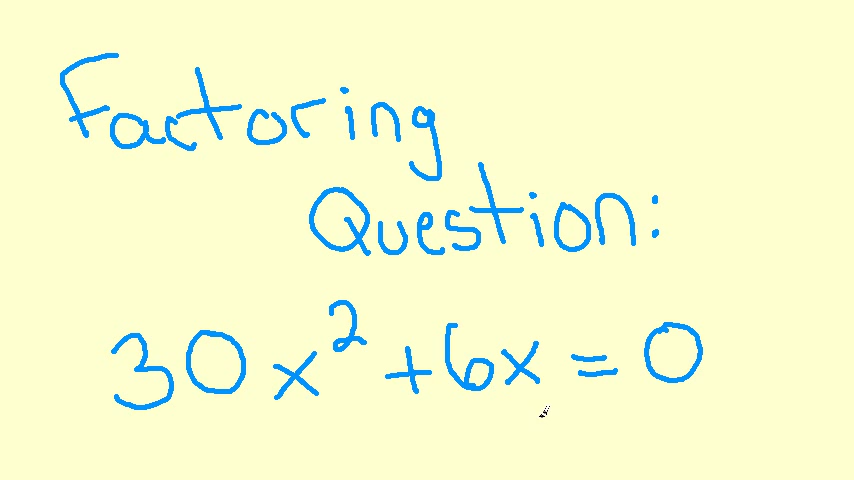 Factoring
Question:
30x² + 6x = 0